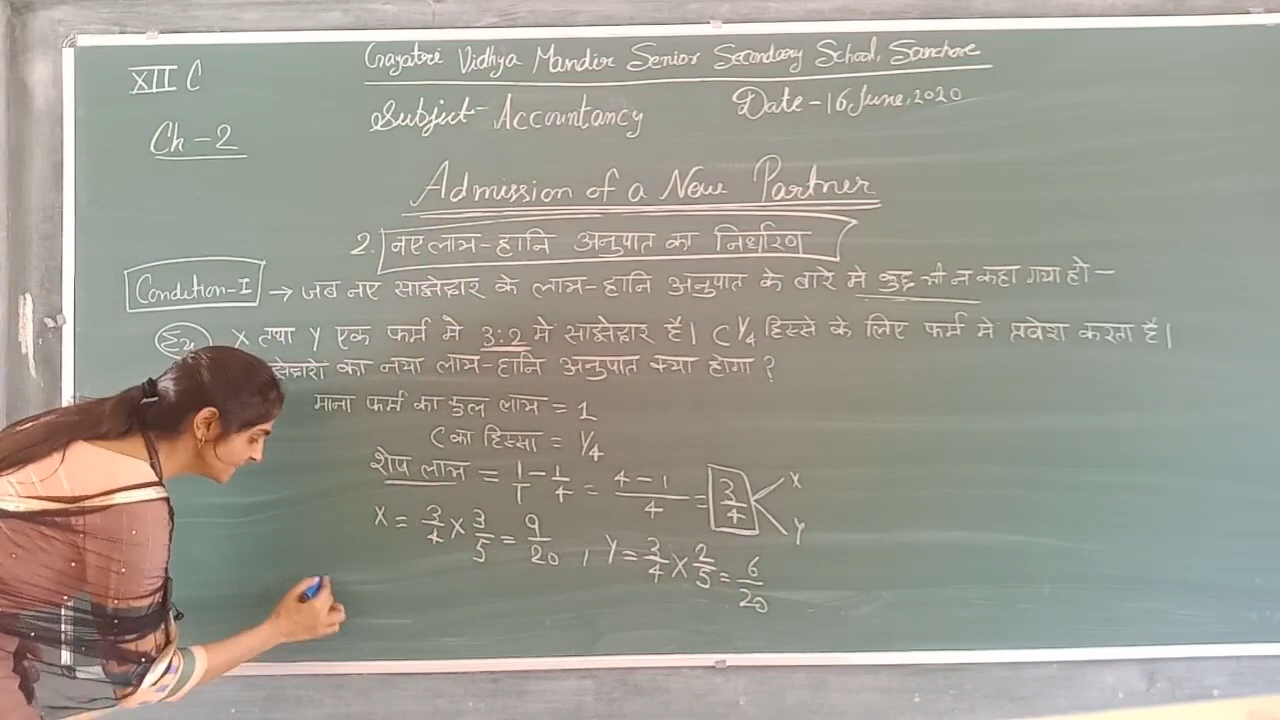 Gayatri Vidhya Mandir Senior Secondary School, Sanchore
XII C
Subject- Accountancy
Date-16 June, 2020
Ch-2
Admission of a New Partner
2. नए लाभ-हानि अनुपात का निर्धारण
Condition-I → जब नए साझेदार के लाभ-हानि अनुपात के बारे मे कुछ भी न कहा गया हो-
Ex X तथा Y एक फर्म मे 3:2 मे साझेदार है। C 1/4 हिस्से के लिए फर्म मे प्रवेश करता है।
का नया लाभ-हानि अनुपात क्या होगा?
माना फर्म का कुल लाभ = 1
C का हिस्सा = 1/4
शेष लाभ = 1/1 - 1/4 = 4-1/4 = 3/4 X Y
X = 3/4 × 3/5 = 9/20 , Y = 3/4 × 2/5 = 6/20